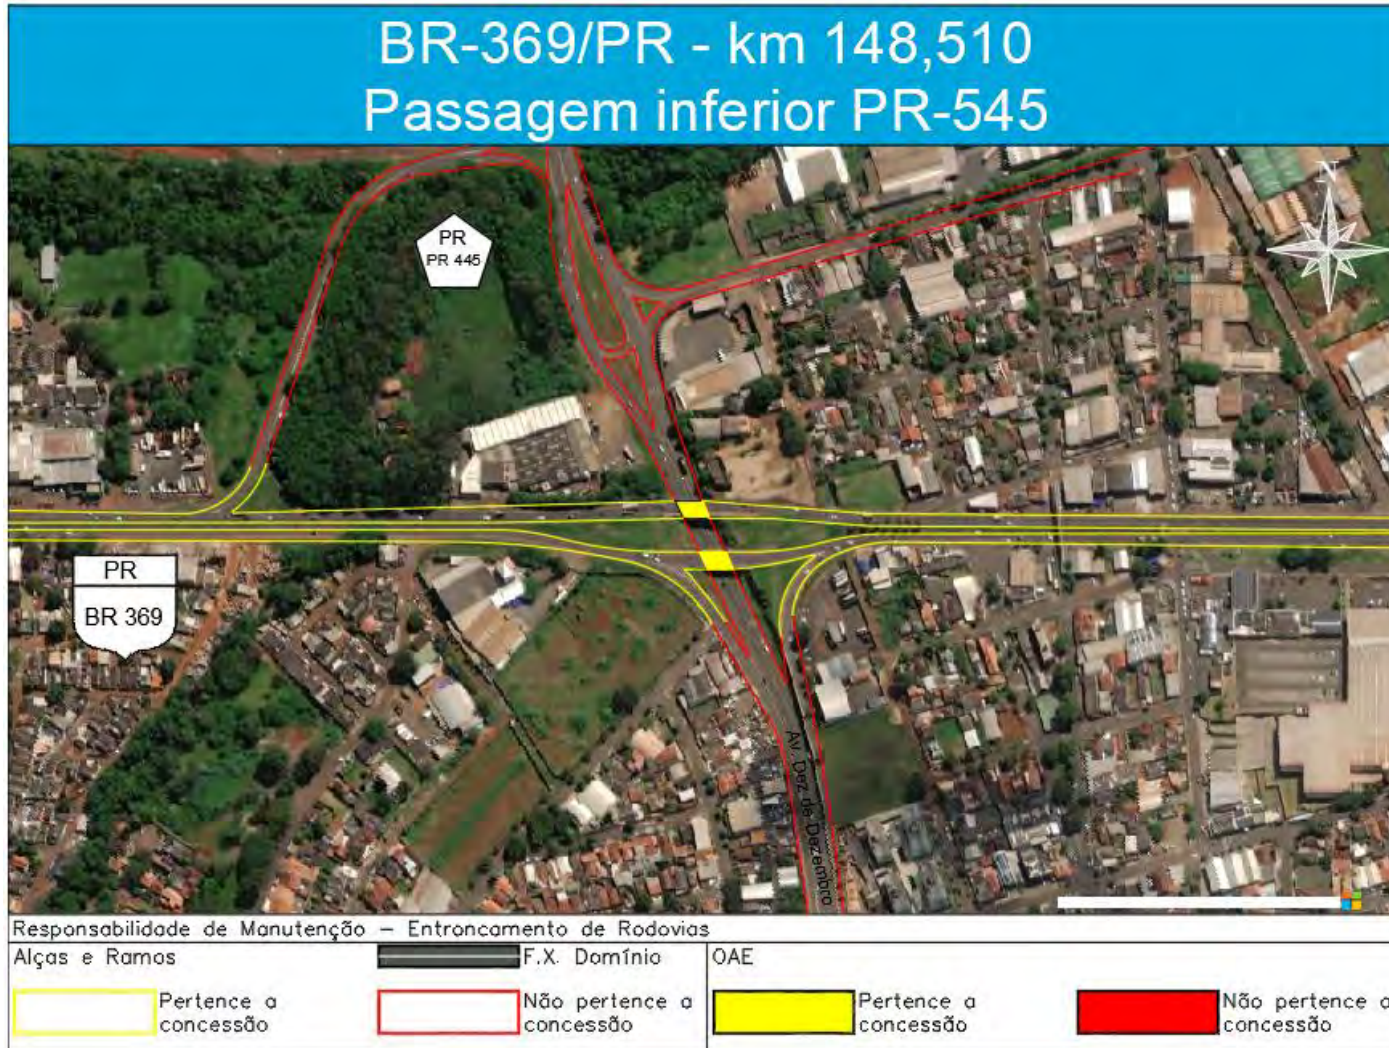 BR-369/PR - km 148,510
Passagem inferior PR-545
N
PR
PR 445
PR
BR 369
Av. Dez de Dezembro
Responsabilidade de Manutenção – Entroncamento de Rodovias
Alças e Ramos
F.X. Domínio
OAE
Pertence a
concessão
Não pertence a
concessão
Pertence a
concessão
Não pertence a
concessão